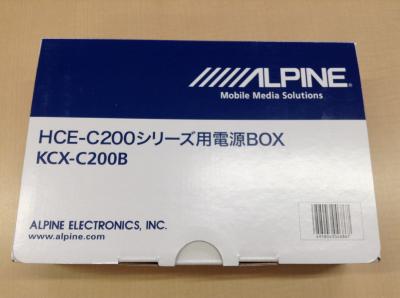 ALPINE
Mobile Media Solutions
HCE-C200シリーズ用電源BOX
KCX-C200B
ALPINE ELECTRONICS, INC.
www.alpine.com